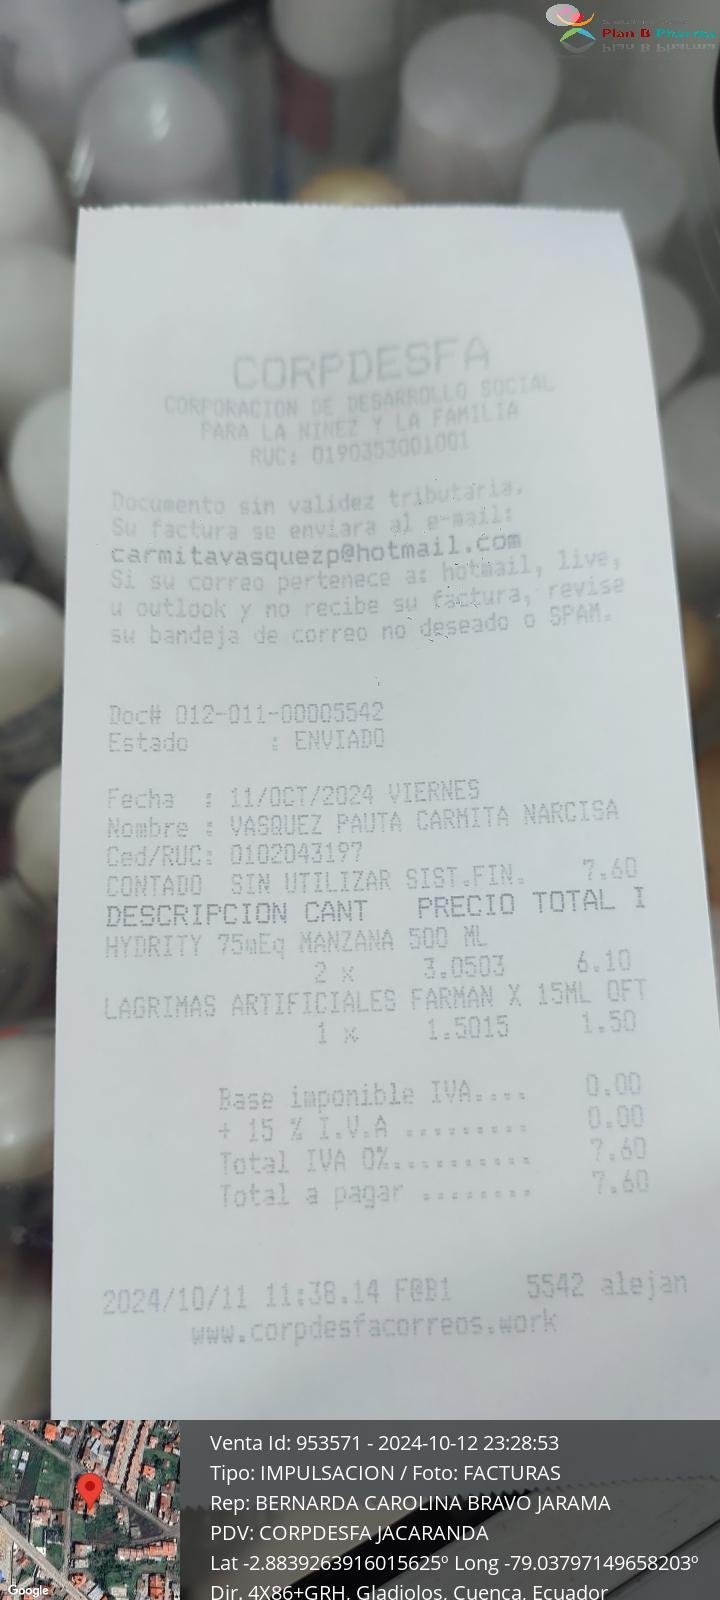 Plan B Pharma
CORPDESFA
CORPORACION DE DESARROLLO SOCIAL
PARA LA NINEZ Y LA FAMILIA
RUC: 0190353001001
Documento sin validez tributaria.
Su factura se enviara al e-mail:
carmitavasquezp@hotmail.com
Si su correo pertenece a: hotmail, live,
u outlook y no recibe su factura, revise
su bandeja de correo no deseado o SPAM.
Doc# 012-011-00005542
Estado : ENVIADO
Fecha : 11/OCT/2024 VIERNES
Nombre : VASQUEZ PAUTA CARMITA NARCISA
Ced/RUC: 0102043197
CONTADO SIN UTILIZAR SIST.FIN. 7.60
DESCRIPCION CANT PRECIO TOTAL I
HYDRITY 75mEq MANZANA 500 ML
2 x 3.0503 6.10
LAGRIMAS ARTIFICIALES FARMAN X 15ML OFT
1 x 1.5015 1.50
Base imponible IVA.... 0.00
+ 15 % I.V.A ......... 0.00
Total IVA 0%.......... 7.60
Total a pagar ........ 7.60
2024/10/11 11:38.14 F@B1 5542 alejan
www.corpdesfacorreos.work
Venta Id: 953571 - 2024-10-12 23:28:53
Tipo: IMPULSACION / Foto: FACTURAS
Rep: BERNARDA CAROLINA BRAVO JARAMA
PDV: CORPDESFA JACARANDA
Lat -2.8839263916015625º Long -79.03797149658203º
Dir. 4X86+GRH, Gladiolos, Cuenca, Ecuador
Google